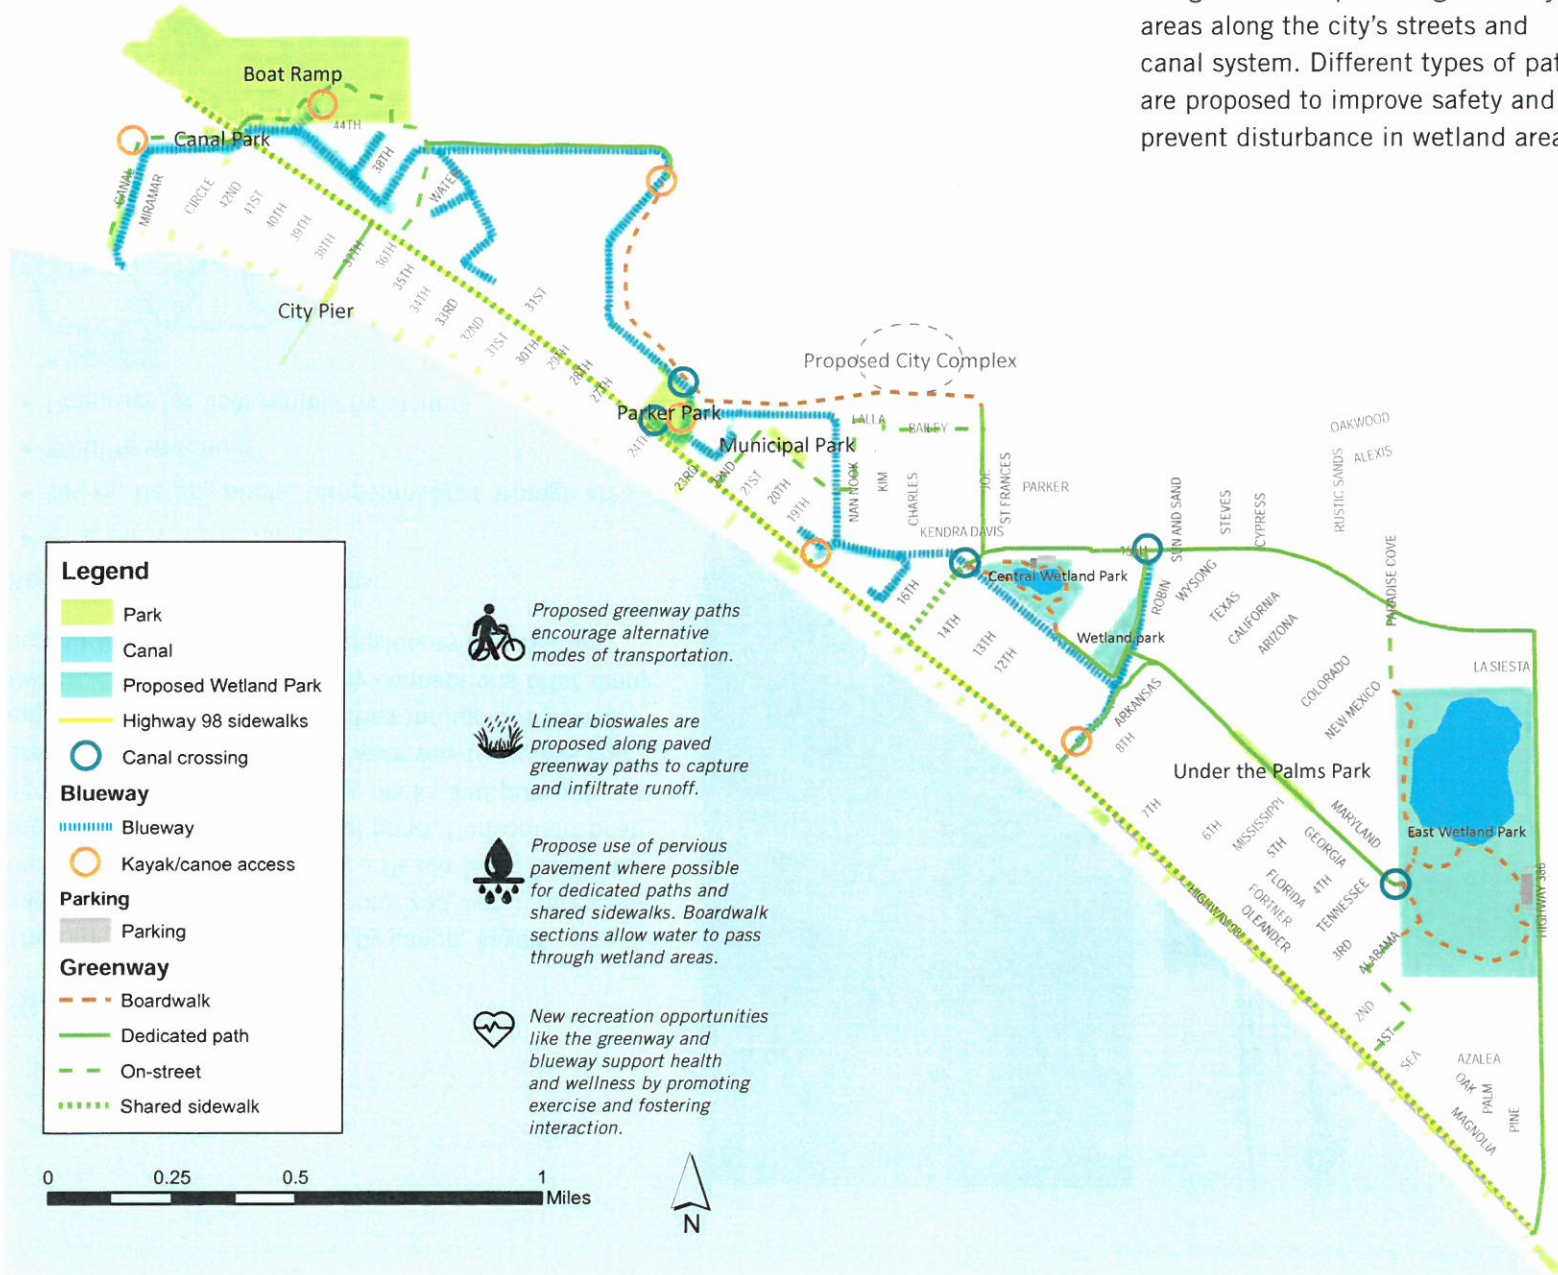 areas along the city's streets and
canal system. Different types of pat
are proposed to improve safety and
prevent disturbance in wetland area
Boat Ramp
44TH
Canal Park
38TH
CANAL
MIRAMAR
CIRCLE
42ND
41ST
40TH
39TH
38TH
37TH
36TH
35TH
34TH
33RD
32ND
31ST
30TH
29TH
28TH
27TH
WATER
31ST
City Pier
Proposed City Complex
Parker Park
24TH
23RD
22ND
21ST
20TH
19TH
Municipal Park
LALLA
BAILEY
NAN NOOK
KIM
CHARLES
JOE
ST FRANCES
PARKER
KENDRA DAVIS
OAKWOOD
ALEXIS
RUSTIC SANDS
SUN AND SAND
STEVES
CYPRESS
PARADISE COVE
15TH
16TH
14TH
13TH
12TH
Central Wetland Park
Wetland park
ROBIN
WYSONG
TEXAS
CALIFORNIA
ARIZONA
COLORADO
NEW MEXICO
LA SIESTA
ARKANSAS
8TH
7TH
6TH
Under the Palms Park
MISSISSIPPI
5TH
GEORGIA
MARYLAND
FLORIDA
4TH
FORTNER
TENNESSEE
OLEANDER
3RD
ALABAMA
East Wetland Park
HIGHWAY 386
HIGHWAY 98
2ND
1ST
SEA
AZALEA
OAK
PALM
PINE
MAGNOLIA
Legend
Park
Canal
Proposed Wetland Park
Highway 98 sidewalks
Canal crossing
Blueway
Blueway
Kayak/canoe access
Parking
Parking
Greenway
Boardwalk
Dedicated path
On-street
Shared sidewalk
Proposed greenway paths
encourage alternative
modes of transportation.
Linear bioswales are
proposed along paved
greenway paths to capture
and infiltrate runoff.
Propose use of pervious
pavement where possible
for dedicated paths and
shared sidewalks. Boardwalk
sections allow water to pass
through wetland areas.
New recreation opportunities
like the greenway and
blueway support health
and wellness by promoting
exercise and fostering
interaction.
0 0.25 0.5 1
Miles
N